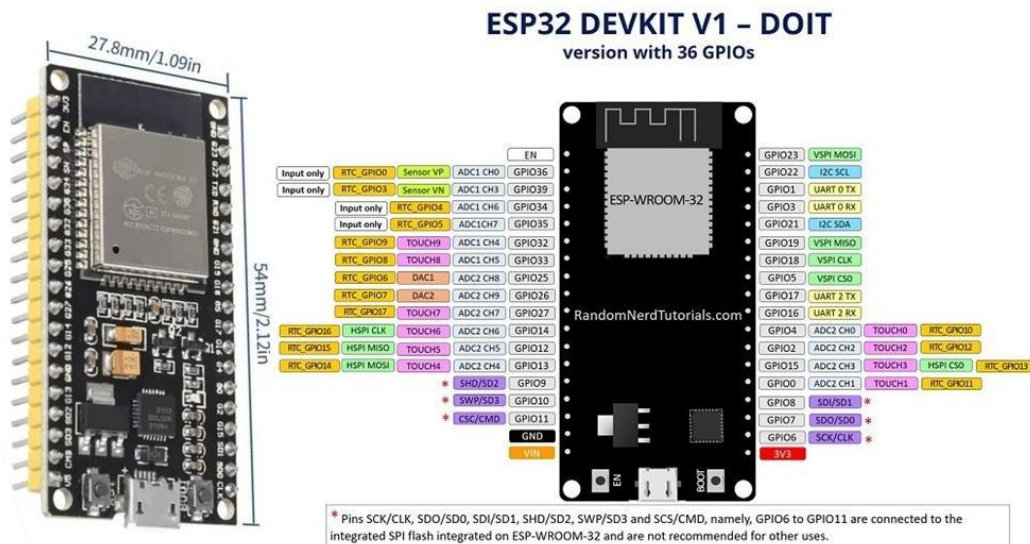 ESP32 DEVKIT V1 – DOIT
version with 36 GPIOs
27.8mm/1.09in
54mm/2.12in
ESP-WROOM-32
EN
Input only RTC_GPIO0 Sensor VP ADC1 CH0 GPIO36
Input only RTC_GPIO3 Sensor VN ADC1 CH3 GPIO39
Input only RTC_GPIO4 ADC1 CH6 GPIO34
Input only RTC_GPIO5 ADC1CH7 GPIO35
RTC_GPIO9 TOUCH9 ADC1 CH4 GPIO32
RTC_GPIO8 TOUCH8 ADC1 CH5 GPIO33
RTC_GPIO6 DAC1 ADC2 CH8 GPIO25
RTC_GPIO7 DAC2 ADC2 CH9 GPIO26
RTC_GPIO17 TOUCH7 ADC2 CH7 GPIO27
RTC_GPIO16 HSPI CLK TOUCH6 ADC2 CH6 GPIO14
RTC_GPIO15 HSPI MISO TOUCH5 ADC2 CH5 GPIO12
RTC_GPIO14 HSPI MOSI TOUCH4 ADC2 CH4 GPIO13
* SHD/SD2 GPIO9
* SWP/SD3 GPIO10
* CSC/CMD GPIO11
GND
VIN
ESP-WROOM-32
RandomNerdTutorials.com
EN
BOOT
GPIO23 VSPI MOSI
GPIO22 I2C SCL
GPIO1 UART 0 TX
GPIO3 UART 0 RX
GPIO21 I2C SDA
GPIO19 VSPI MISO
GPIO18 VSPI CLK
GPIO5 VSPI CS0
GPIO17 UART 2 TX
GPIO16 UART 2 RX
GPIO4 ADC2 CH0 TOUCH0 RTC_GPIO10
GPIO2 ADC2 CH2 TOUCH2 RTC_GPIO12
GPIO15 ADC2 CH3 TOUCH3 HSPI CS0 RTC_GPIO13
GPIO0 ADC2 CH1 TOUCH1 RTC_GPIO11
GPIO8 SDI/SD1 *
GPIO7 SDO/SD0 *
GPIO6 SCK/CLK *
3V3
* Pins SCK/CLK, SDO/SD0, SDI/SD1, SHD/SD2, SWP/SD3 and SCS/CMD, namely, GPIO6 to GPIO11 are connected to the
integrated SPI flash integrated on ESP-WROOM-32 and are not recommended for other uses.